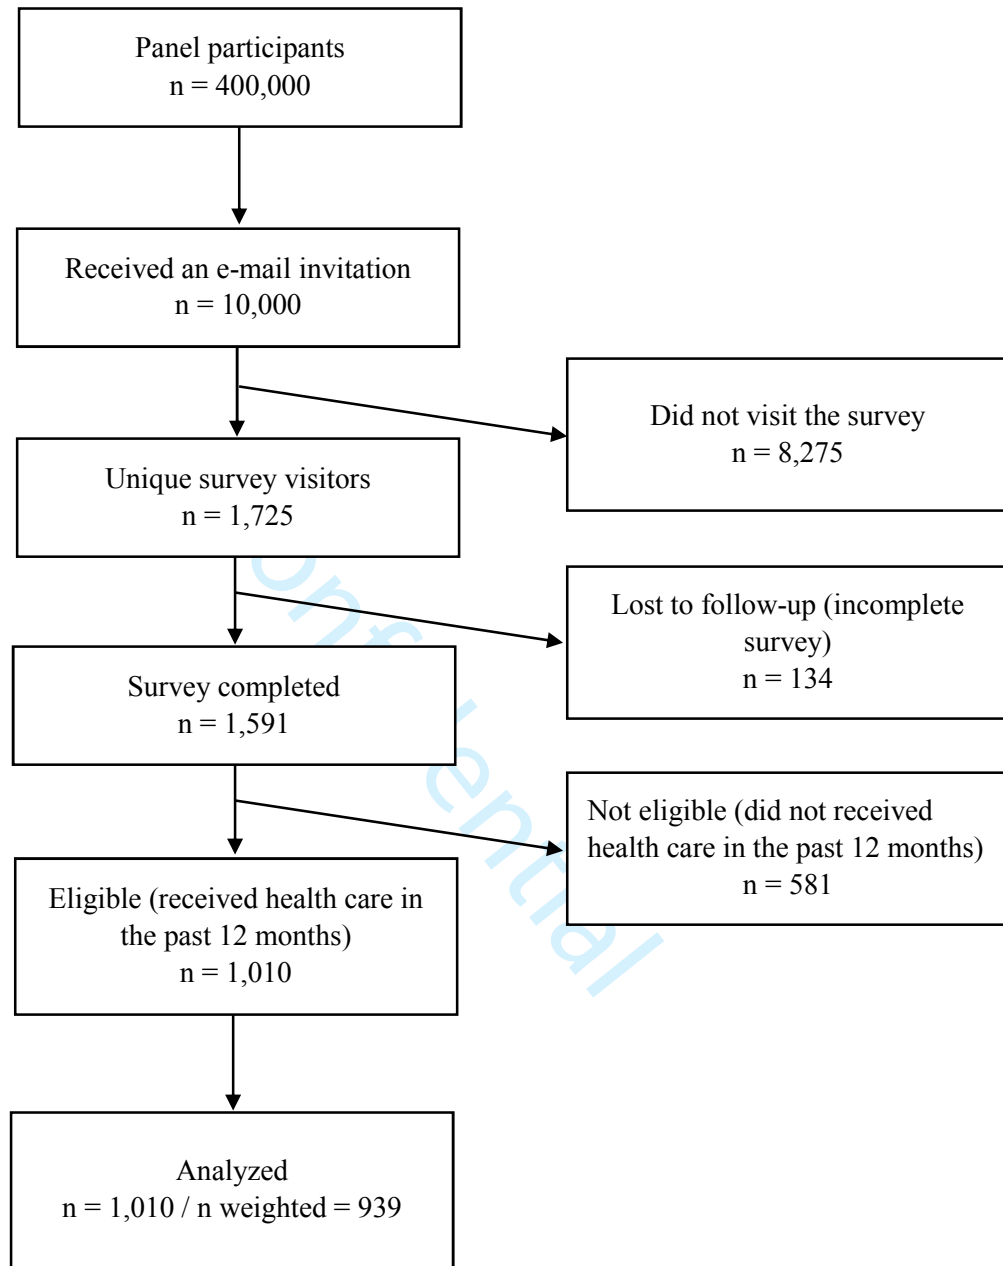 Panel participants
n = 400,000
Received an e-mail invitation
n = 10,000
Did not visit the survey
n = 8,275
Unique survey visitors
n = 1,725
Lost to follow-up (incomplete
survey)
n = 134
Survey completed
n = 1,591
Not eligible (did not received
health care in the past 12 months)
n = 581
Eligible (received health care in
the past 12 months)
n = 1,010
Analyzed
n = 1,010 / n weighted = 939